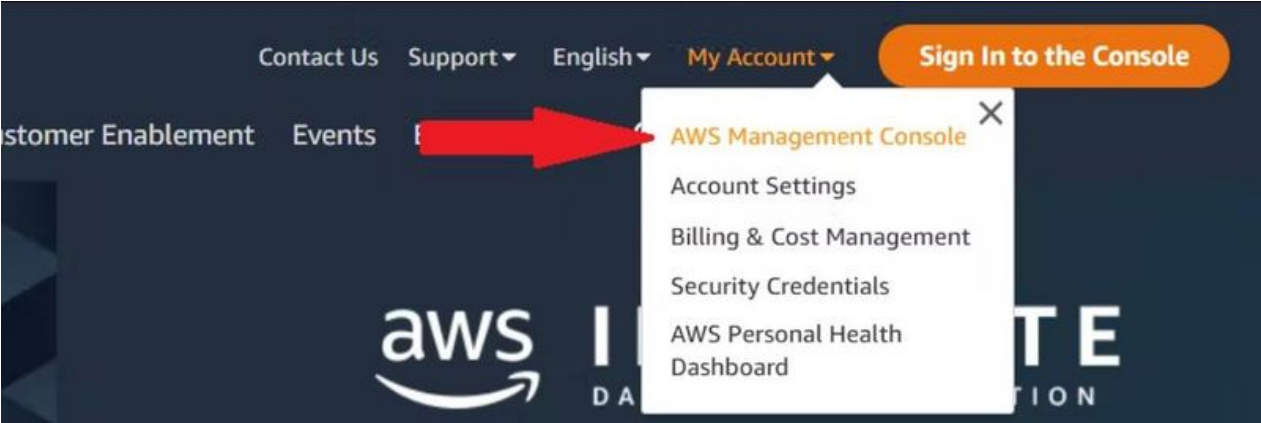 Contact Us Support English My Account Sign In to the Console
ustomer Enablement Events
AWS Management Console
Account Settings
Billing & Cost Management
Security Credentials
AWS Personal Health
Dashboard
aws